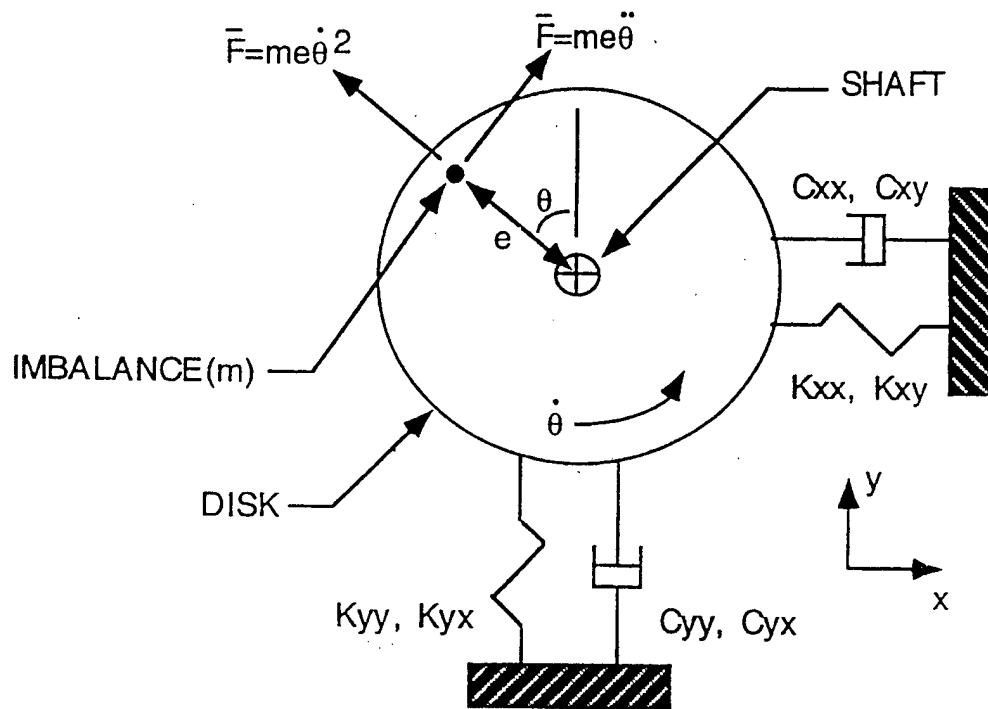 F̄=meθ̇² F̄=meθ̈
SHAFT
Cxx, Cxy
θ
e
IMBALANCE(m)
Kxx, Kxy
θ̇
DISK
y
x
Kyy, Kyx
Cyy, Cyx